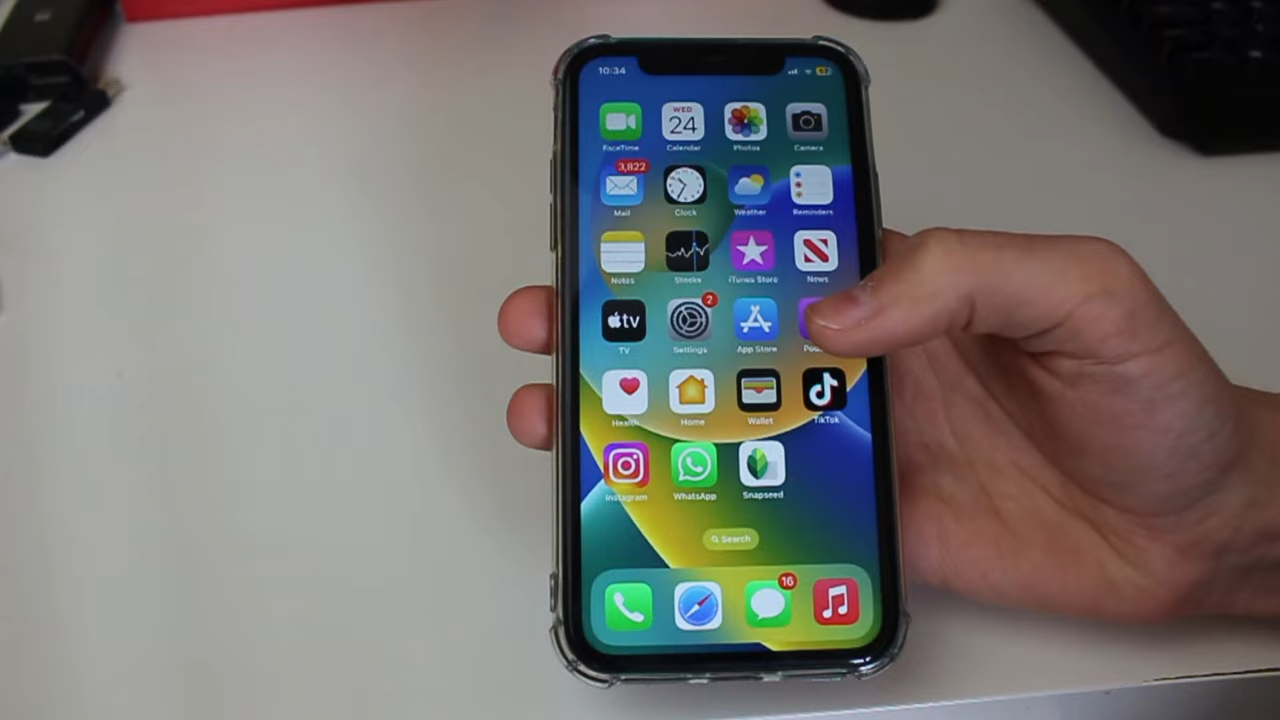 10:34
WED
24
FaceTime Calendar Photos Camera
3,822
Mail Clock Weather Reminders
Notes Stocks iTunes Store News
tv
2
TV Settings App Store
Health Home Wallet TikTok
Instagram WhatsApp Snapseed
Search
16